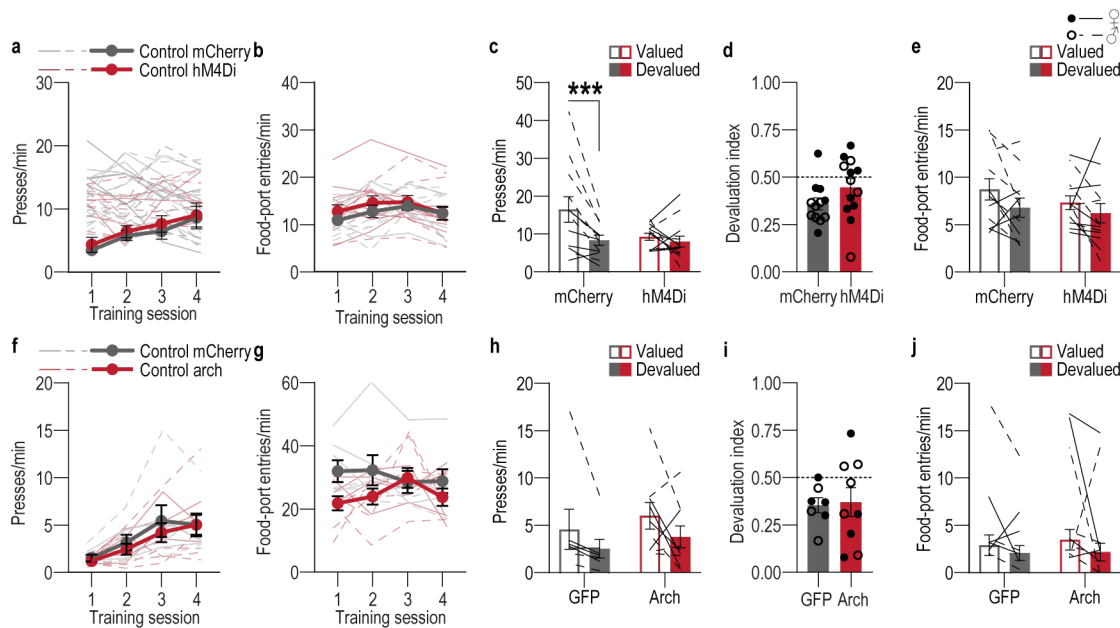 ♀
♂
a
Control mCherry
Control hM4Di
Presses/min
30
20
10
0
1 2 3 4
Training session
b
Food-port entries/min
40
30
20
10
0
1 2 3 4
Training session
c
Valued
Devalued
Presses/min
50
40
30
20
10
0
***
mCherry hM4Di
d
Devaluation index
1.00
0.75
0.50
0.25
0.00
mCherry hM4Di
e
Valued
Devalued
Food-port entries/min
20
15
10
5
0
mCherry hM4Di
f
Control mCherry
Control arch
Presses/min
20
15
10
5
0
1 2 3 4
Training session
g
Food-port entries/min
60
40
20
0
1 2 3 4
Training session
h
Valued
Devalued
Presses/min
20
15
10
5
0
GFP Arch
i
Devaluation index
1.00
0.75
0.50
0.25
0.00
GFP Arch
j
Valued
Devalued
Food-port entries/min
20
15
10
5
0
GFP Arch